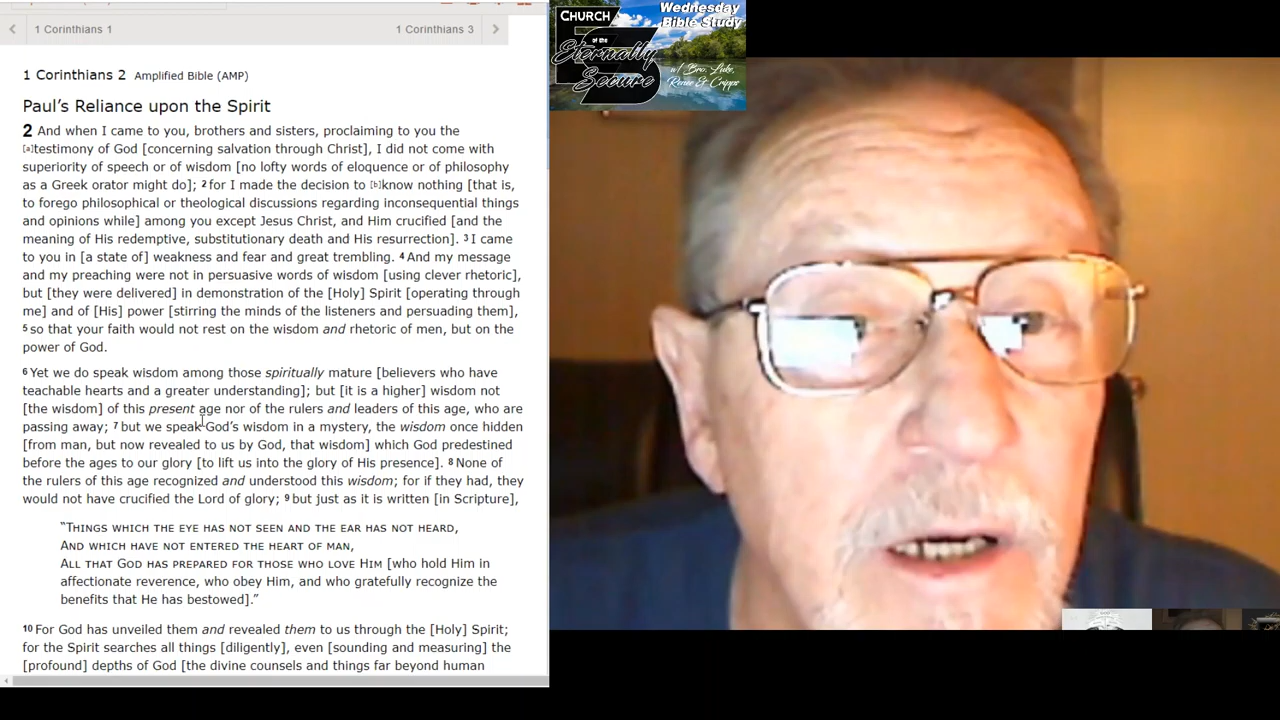 1 Corinthians 1
1 Corinthians 3
1 Corinthians 2 Amplified Bible (AMP)
Paul’s Reliance upon the Spirit
2 And when I came to you, brothers and sisters, proclaiming to you the
[a]testimony of God [concerning salvation through Christ], I did not come with
superiority of speech or of wisdom [no lofty words of eloquence or of philosophy
as a Greek orator might do]; 2 for I made the decision to [b]know nothing [that is,
to forego philosophical or theological discussions regarding inconsequential things
and opinions while] among you except Jesus Christ, and Him crucified [and the
meaning of His redemptive, substitutionary death and His resurrection]. 3 I came
to you in [a state of] weakness and fear and great trembling. 4 And my message
and my preaching were not in persuasive words of wisdom [using clever rhetoric],
but [they were delivered] in demonstration of the [Holy] Spirit [operating through
me] and of [His] power [stirring the minds of the listeners and persuading them],
5 so that your faith would not rest on the wisdom and rhetoric of men, but on the
power of God.
6 Yet we do speak wisdom among those spiritually mature [believers who have
teachable hearts and a greater understanding]; but [it is a higher] wisdom not
[the wisdom] of this present age nor of the rulers and leaders of this age, who are
passing away; 7 but we speak God’s wisdom in a mystery, the wisdom once hidden
[from man, but now revealed to us by God, that wisdom] which God predestined
before the ages to our glory [to lift us into the glory of His presence]. 8 None of
the rulers of this age recognized and understood this wisdom; for if they had, they
would not have crucified the Lord of glory; 9 but just as it is written [in Scripture],
“THINGS WHICH THE EYE HAS NOT SEEN AND THE EAR HAS NOT HEARD,
AND WHICH HAVE NOT ENTERED THE HEART OF MAN,
ALL THAT GOD HAS PREPARED FOR THOSE WHO LOVE HIM [who hold Him in
affectionate reverence, who obey Him, and who gratefully recognize the
benefits that He has bestowed].”
10 For God has unveiled them and revealed them to us through the [Holy] Spirit;
for the Spirit searches all things [diligently], even [sounding and measuring] the
[profound] depths of God [the divine counsels and things far beyond human
CHURCH
of the
Eternally
Secure
Wednesday
Bible Study
w/ Bro. Luke,
Renee & Cripps